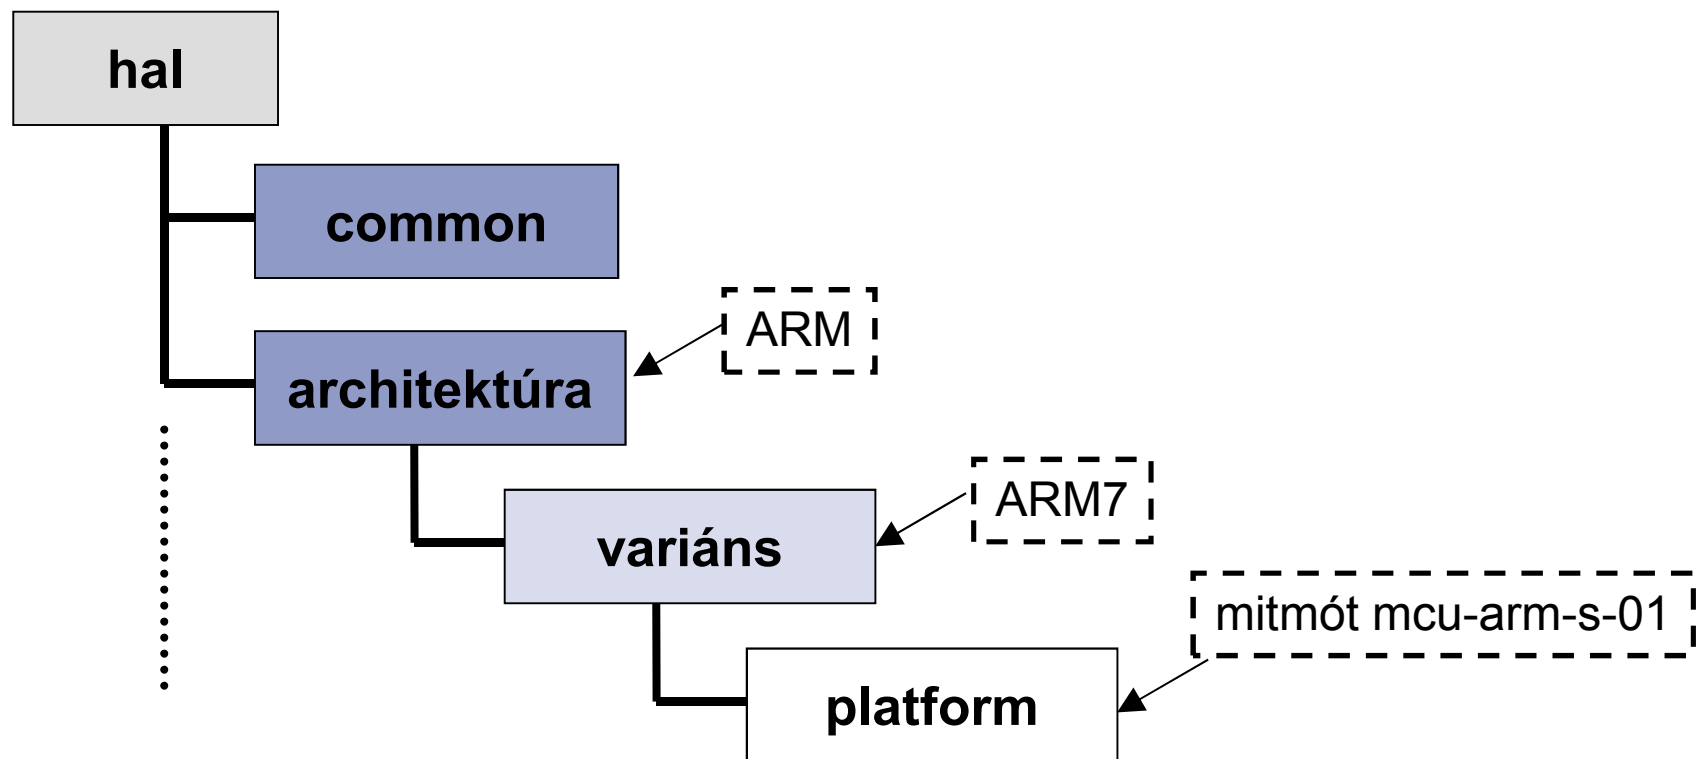 hal
common
ARM
architektúra
ARM7
variáns
mitmót mcu-arm-s-01
platform